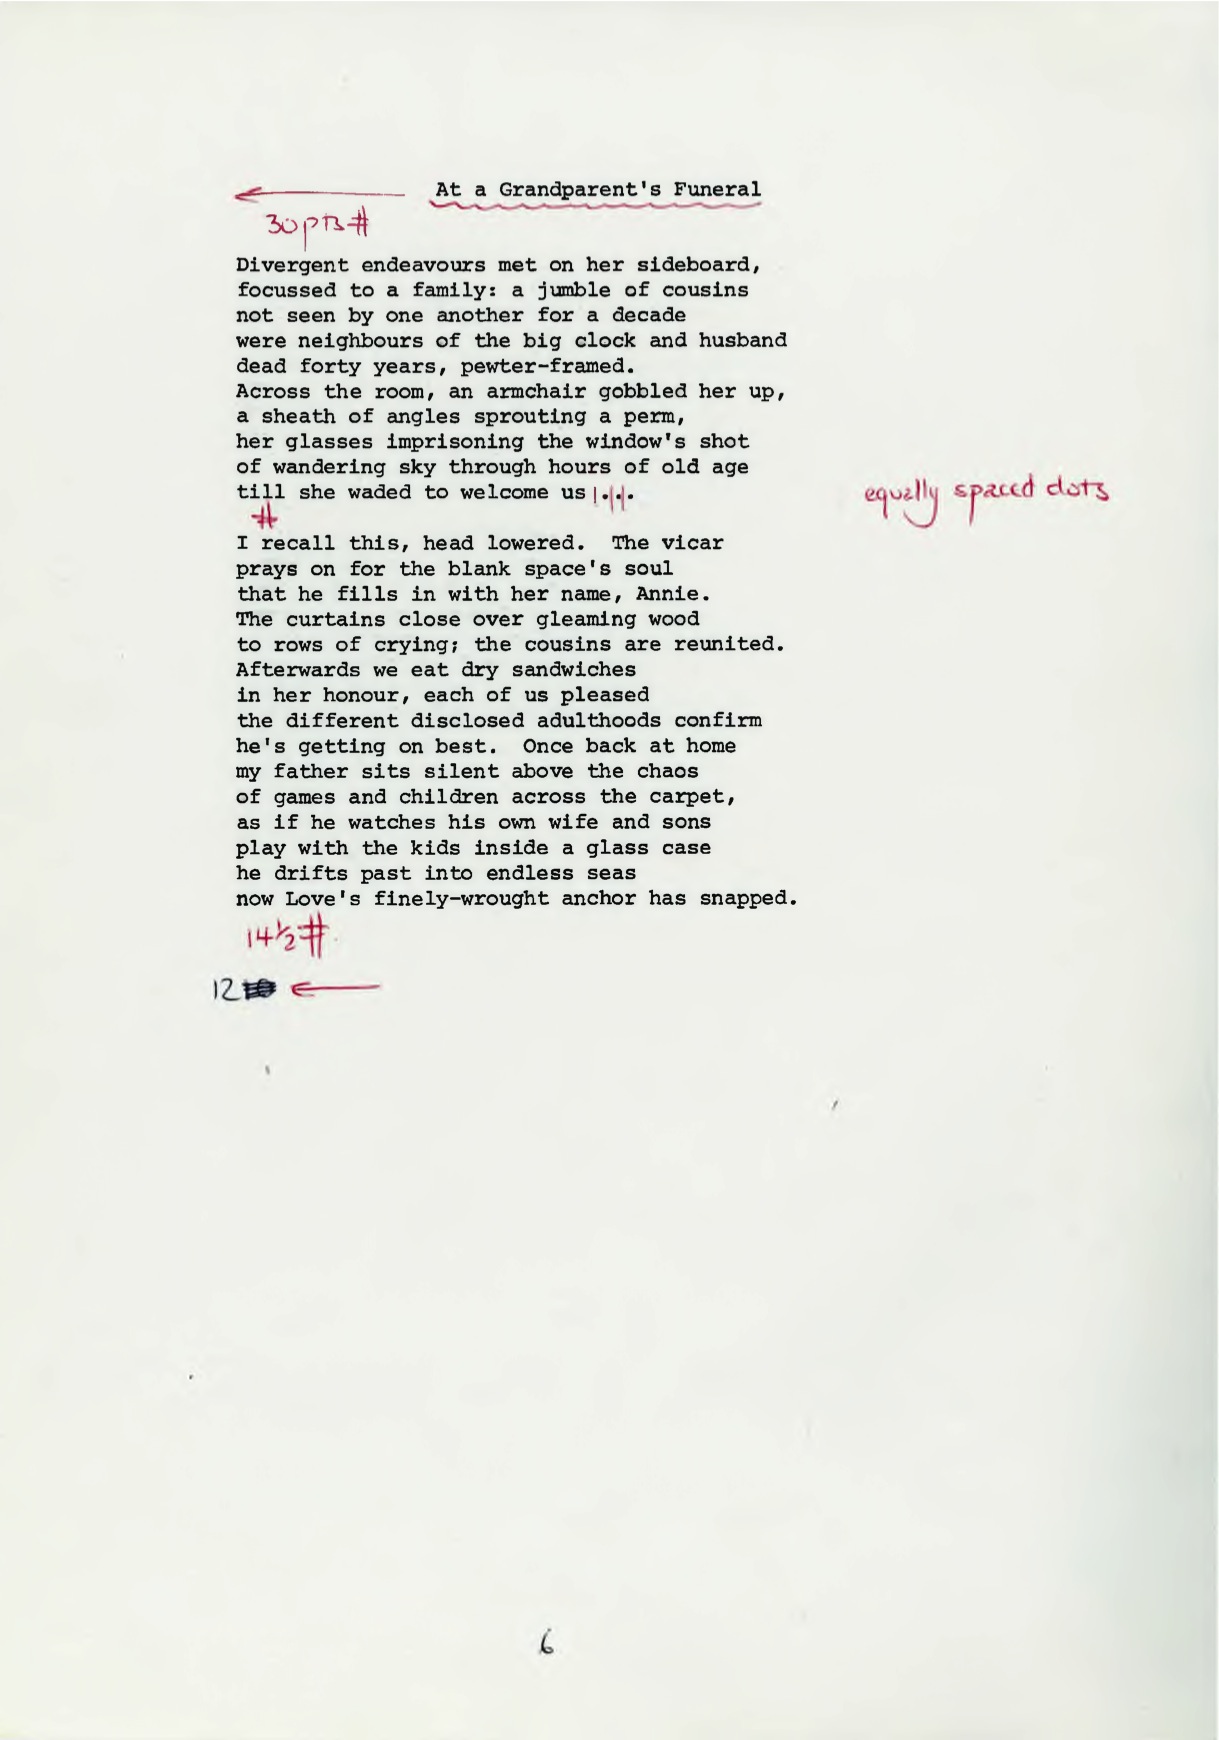 At a Grandparent's Funeral
30pts #
Divergent endeavours met on her sideboard,
focussed to a family: a jumble of cousins
not seen by one another for a decade
were neighbours of the big clock and husband
dead forty years, pewter-framed.
Across the room, an armchair gobbled her up,
a sheath of angles sprouting a perm,
her glasses imprisoning the window's shot
of wandering sky through hours of old age
till she waded to welcome us |.|.|.
equally spaced dots
#
I recall this, head lowered.  The vicar
prays on for the blank space's soul
that he fills in with her name, Annie.
The curtains close over gleaming wood
to rows of crying; the cousins are reunited.
Afterwards we eat dry sandwiches
in her honour, each of us pleased
the different disclosed adulthoods confirm
he's getting on best.  Once back at home
my father sits silent above the chaos
of games and children across the carpet,
as if he watches his own wife and sons
play with the kids inside a glass case
he drifts past into endless seas
now Love's finely-wrought anchor has snapped.
14½ #
12
6